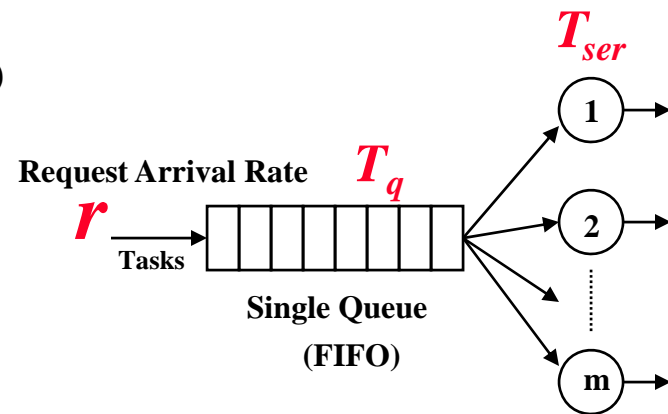 )
T_ser
1
Request Arrival Rate
T_q
r
Tasks
2
Single Queue
(FIFO)
m